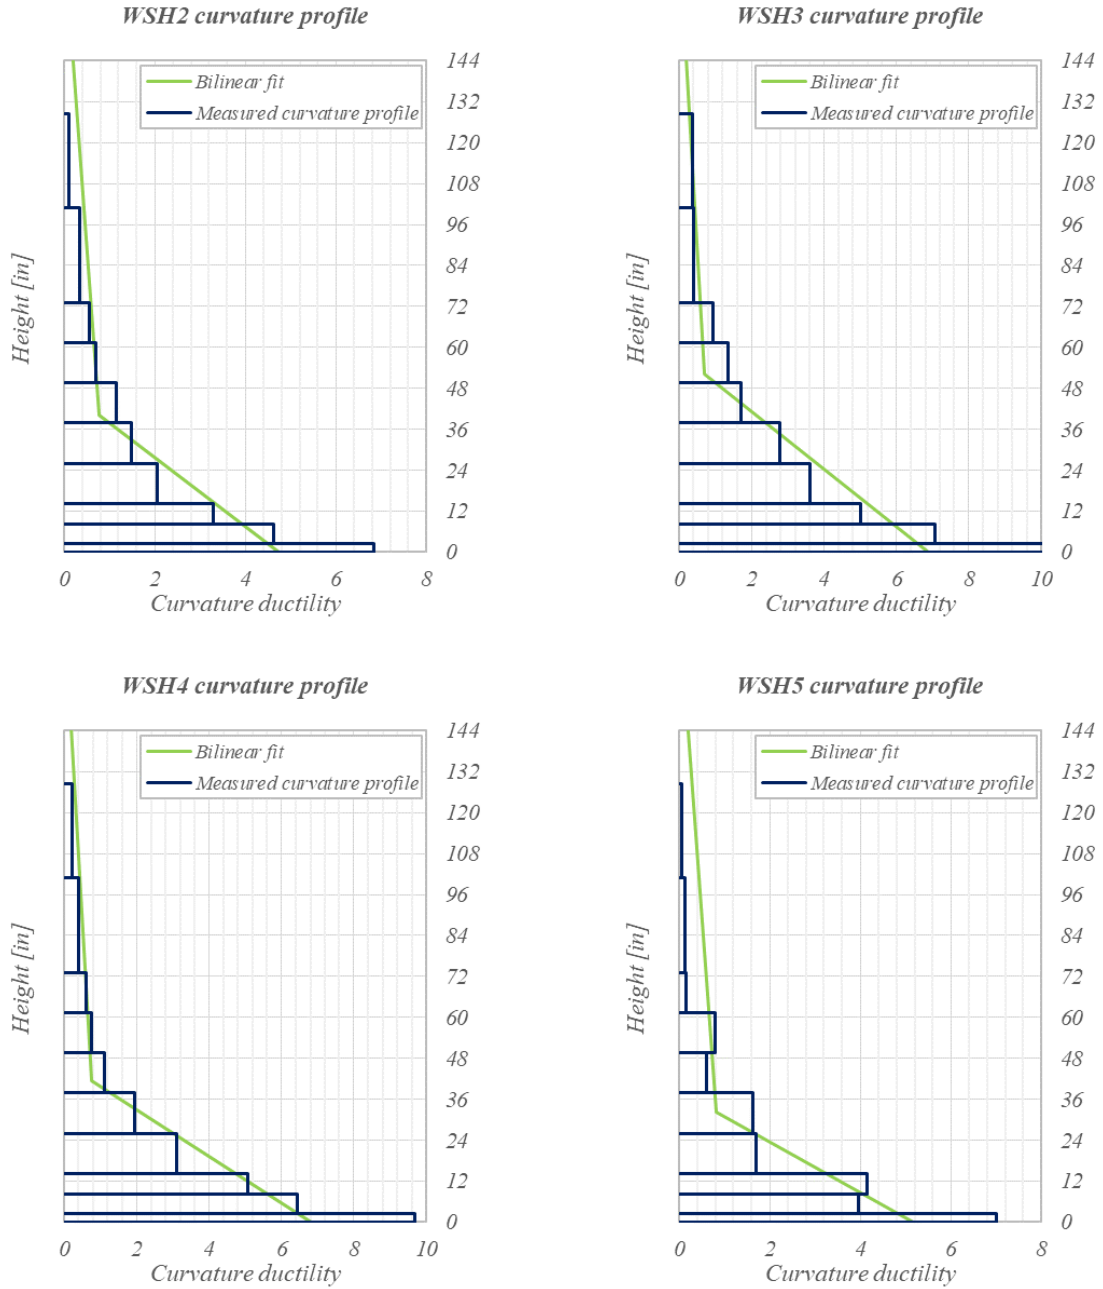 WSH2 curvature profile
Bilinear fit
Measured curvature profile
144
132
120
108
96
84
72
60
48
36
24
12
0
Height [in]
0 2 4 6 8
Curvature ductility
WSH3 curvature profile
Bilinear fit
Measured curvature profile
144
132
120
108
96
84
72
60
48
36
24
12
0
Height [in]
0 2 4 6 8 10
Curvature ductility
WSH4 curvature profile
Bilinear fit
Measured curvature profile
144
132
120
108
96
84
72
60
48
36
24
12
0
Height [in]
0 2 4 6 8 10
Curvature ductility
WSH5 curvature profile
Bilinear fit
Measured curvature profile
144
132
120
108
96
84
72
60
48
36
24
12
0
Height [in]
0 2 4 6 8
Curvature ductility